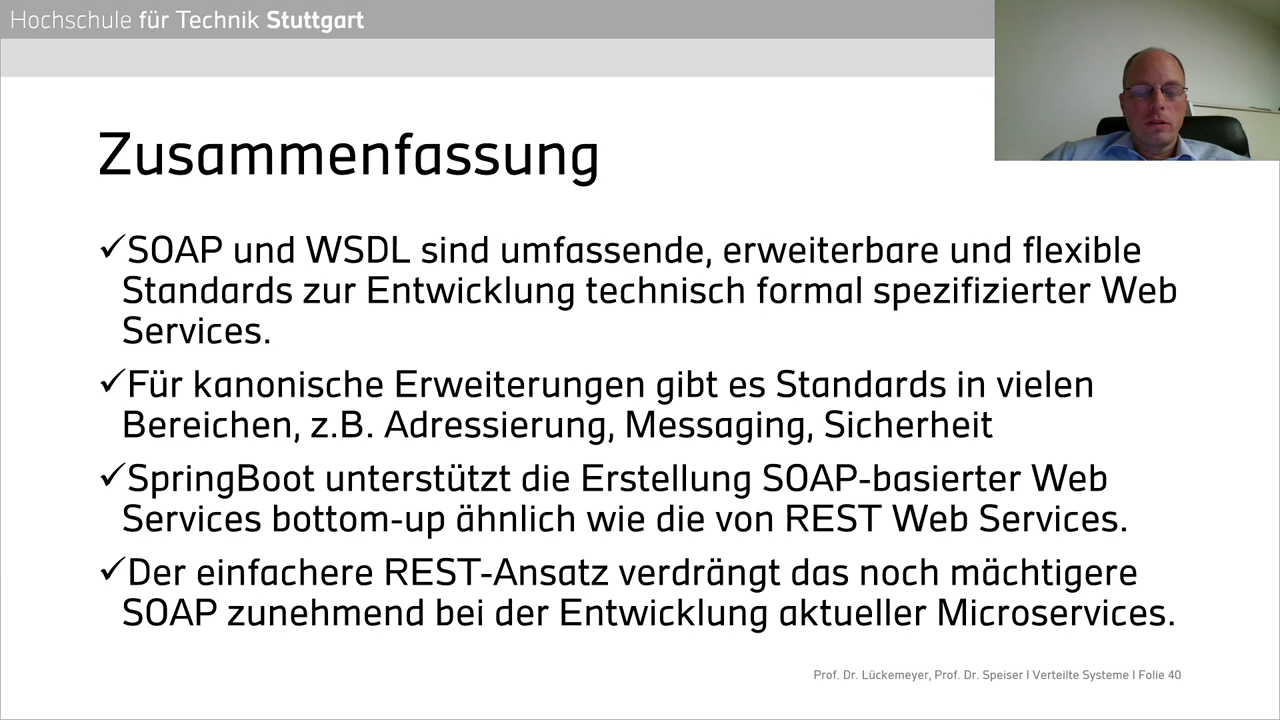 Hochschule für Technik Stuttgart
Zusammenfassung
✓SOAP und WSDL sind umfassende, erweiterbare und flexible
Standards zur Entwicklung technisch formal spezifizierter Web
Services.
✓Für kanonische Erweiterungen gibt es Standards in vielen
Bereichen, z.B. Adressierung, Messaging, Sicherheit
✓SpringBoot unterstützt die Erstellung SOAP-basierter Web
Services bottom-up ähnlich wie die von REST Web Services.
✓Der einfachere REST-Ansatz verdrängt das noch mächtigere
SOAP zunehmend bei der Entwicklung aktueller Microservices.
Prof. Dr. Lückemeyer, Prof. Dr. Speiser I Verteilte Systeme I Folie 40